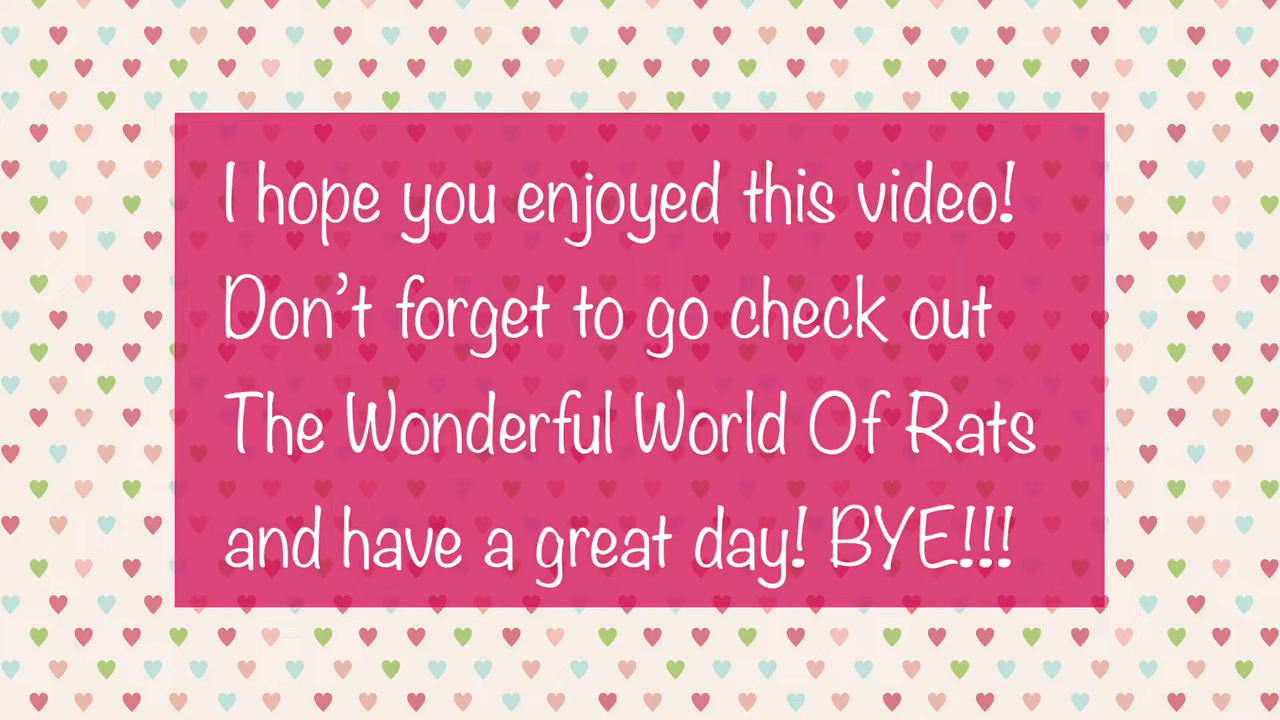 I hope you enjoyed this video!
Don't forget to go check out
The Wonderful World Of Rats
and have a great day! BYE!!!